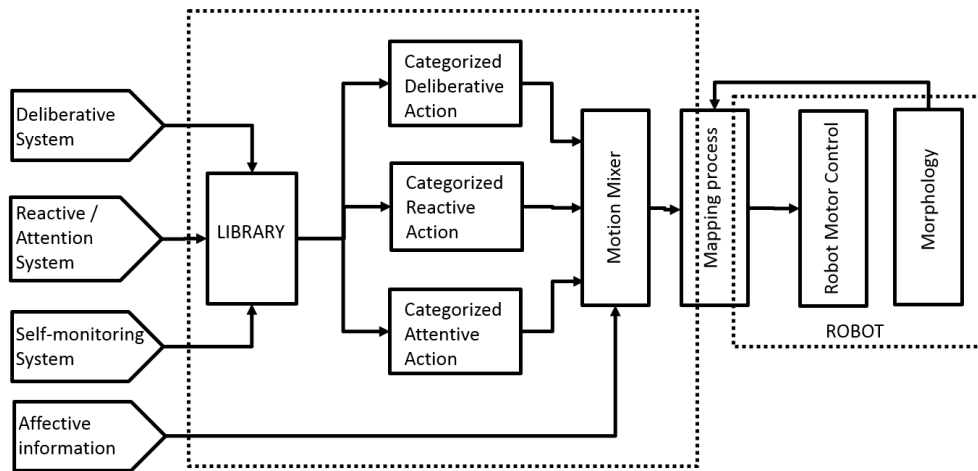 Deliberative
System
Reactive /
Attention
System
Self-monitoring
System
Affective
information
LIBRARY
Categorized
Deliberative
Action
Categorized
Reactive
Action
Categorized
Attentive
Action
Motion Mixer
Mapping process
Robot Motor Control
Morphology
ROBOT